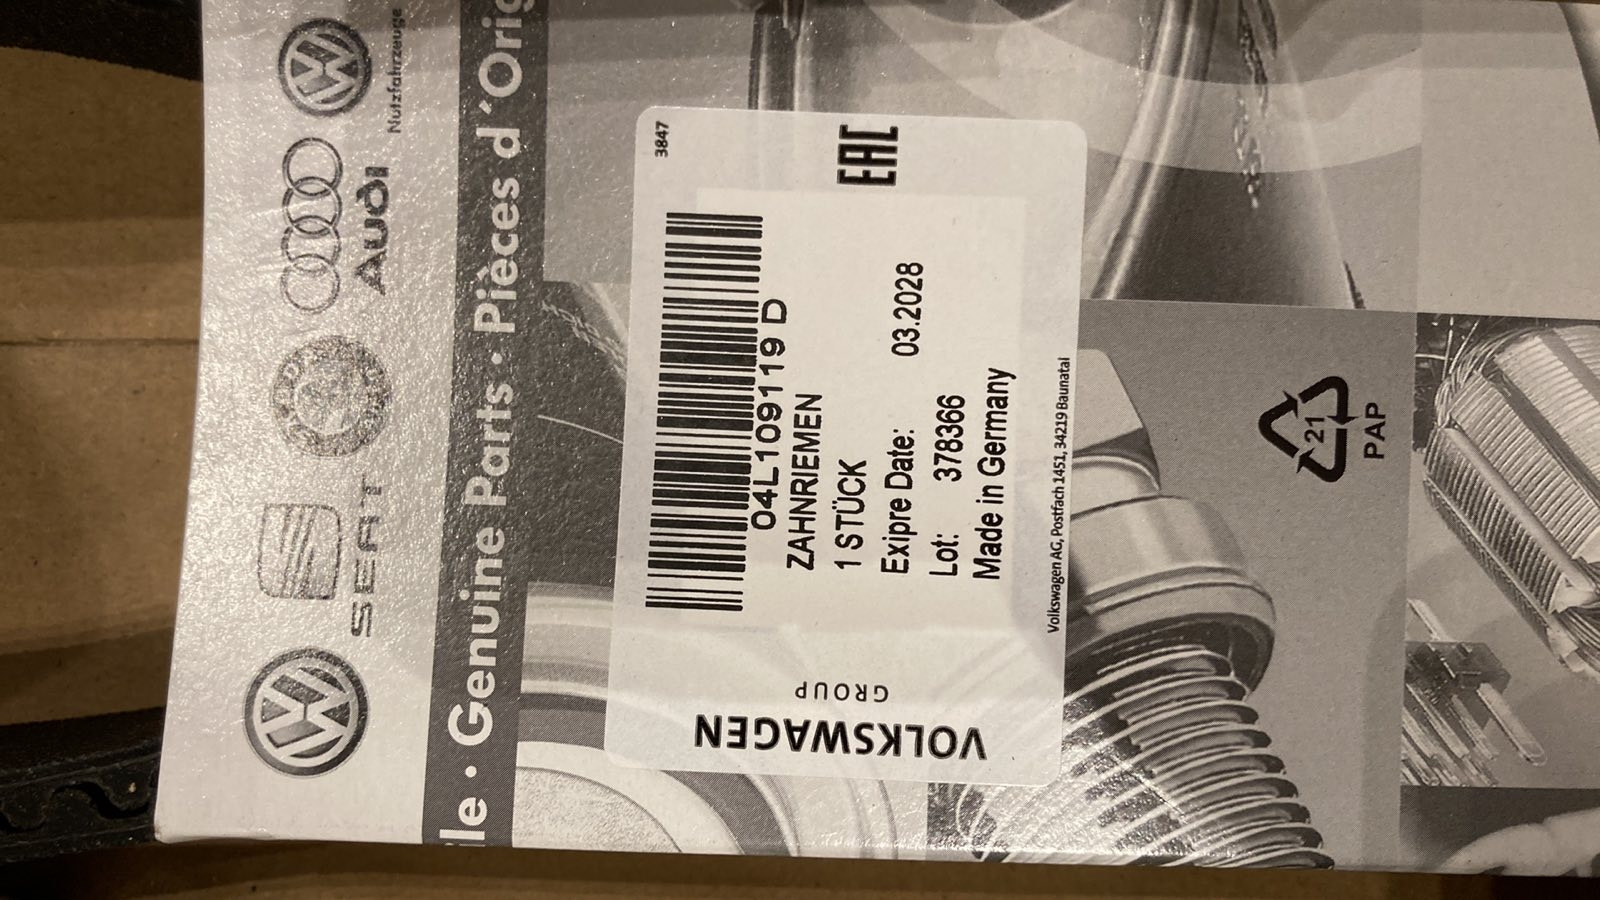 SEAT
AUDI
Nutzfahrzeuge
le · Genuine Parts · Pièces d'Orig
3847
EAC
04L109119 D
ZAHNRIEMEN
1 STÜCK
Exipre Date: 03.2028
Lot: 378366
Made in Germany
Volkswagen AG, Postfach 1451, 34219 Baunatal
VOLKSWAGEN
GROUP
21
PAP